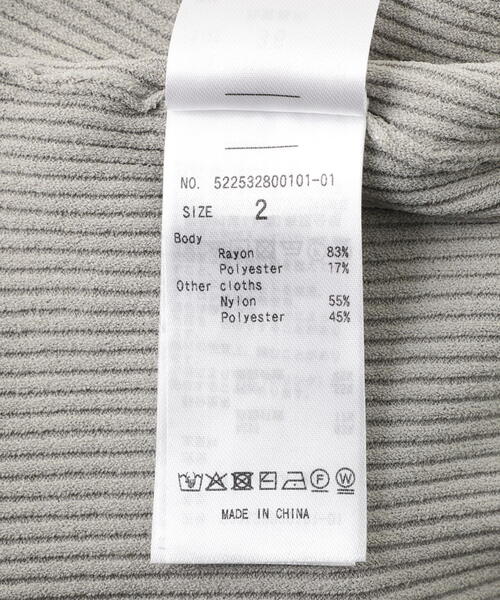 NO. 522532800101-01
SIZE 2
Body
Rayon 83%
Polyester 17%
Other cloths
Nylon 55%
Polyester 45%
F W
MADE IN CHINA